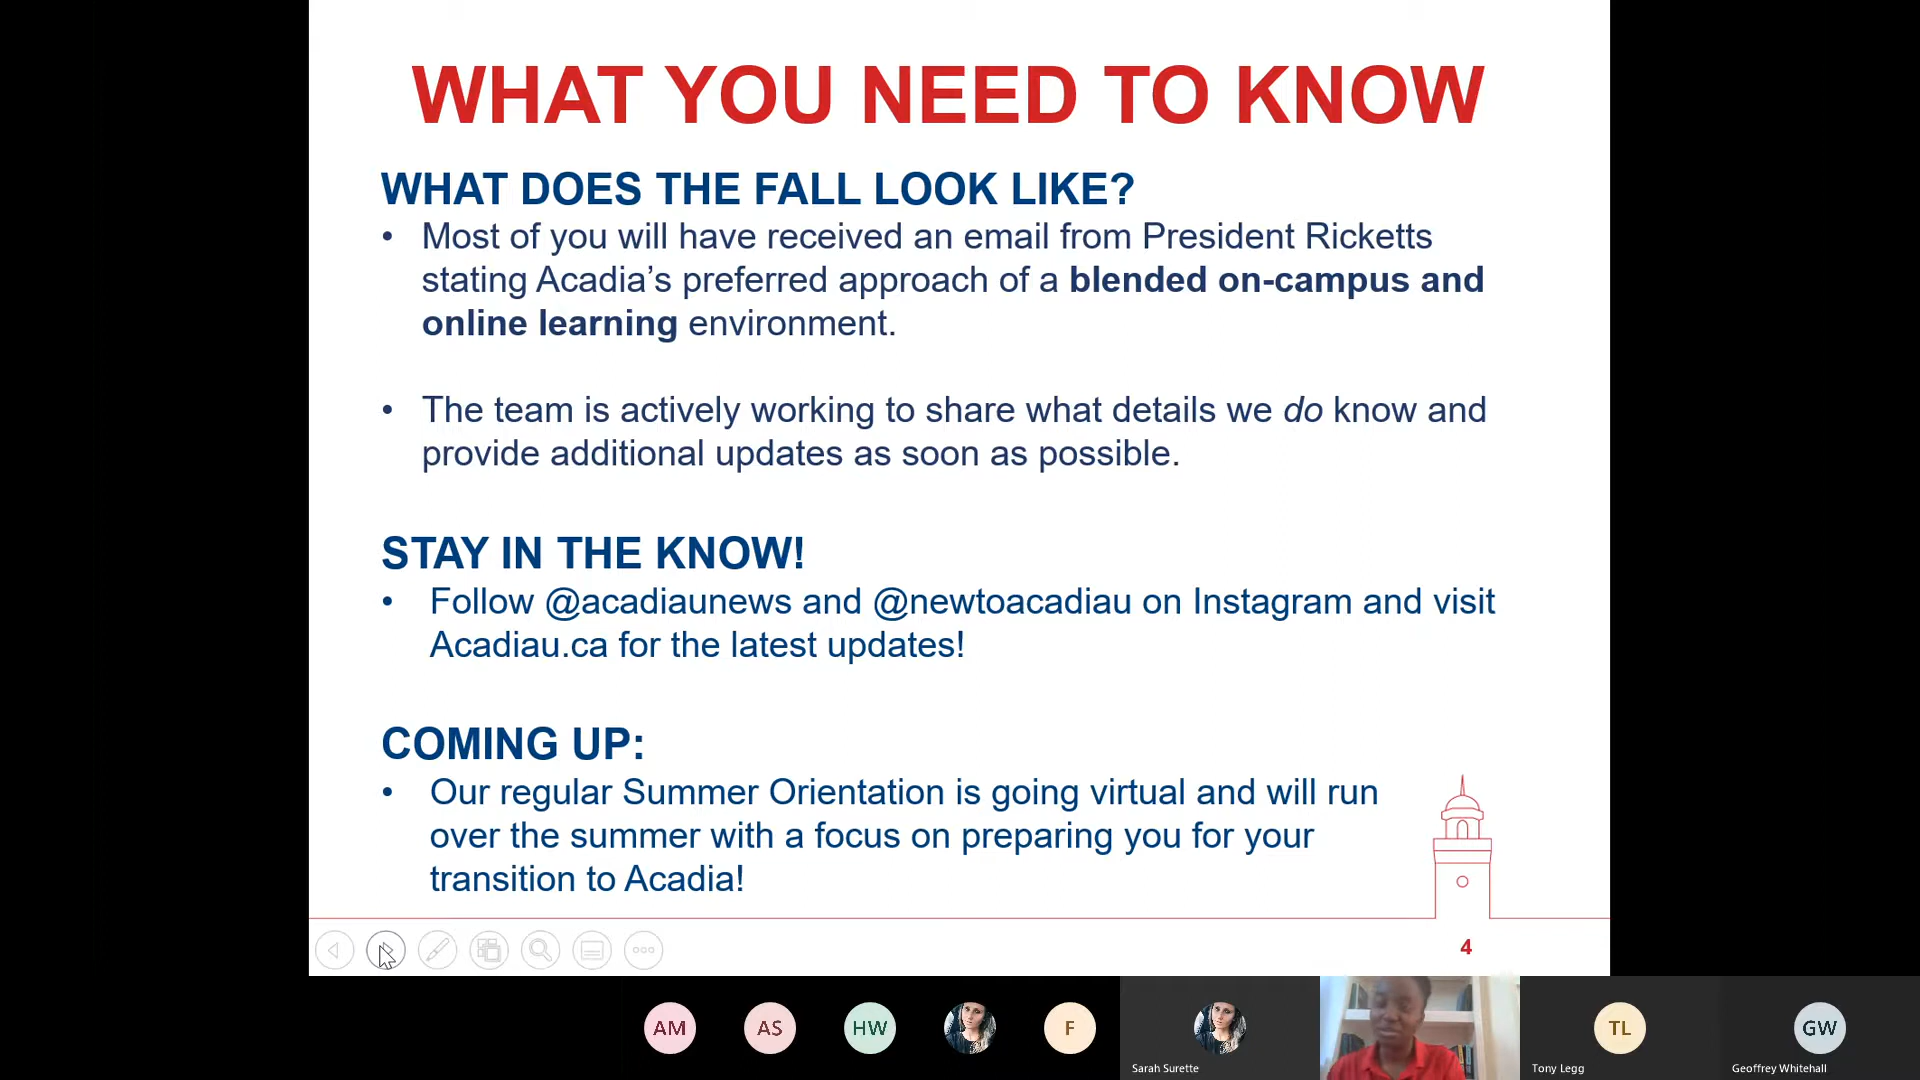 WHAT YOU NEED TO KNOW
WHAT DOES THE FALL LOOK LIKE?
• Most of you will have received an email from President Ricketts
stating Acadia’s preferred approach of a blended on-campus and
online learning environment.
• The team is actively working to share what details we do know and
provide additional updates as soon as possible.
STAY IN THE KNOW!
• Follow @acadiaunews and @newtoacadiau on Instagram and visit
Acadiau.ca for the latest updates!
COMING UP:
• Our regular Summer Orientation is going virtual and will run
over the summer with a focus on preparing you for your
transition to Acadia!
4
AM
AS
HW
F
TL
GW
Sarah Surette
Tony Legg
Geoffrey Whitehall